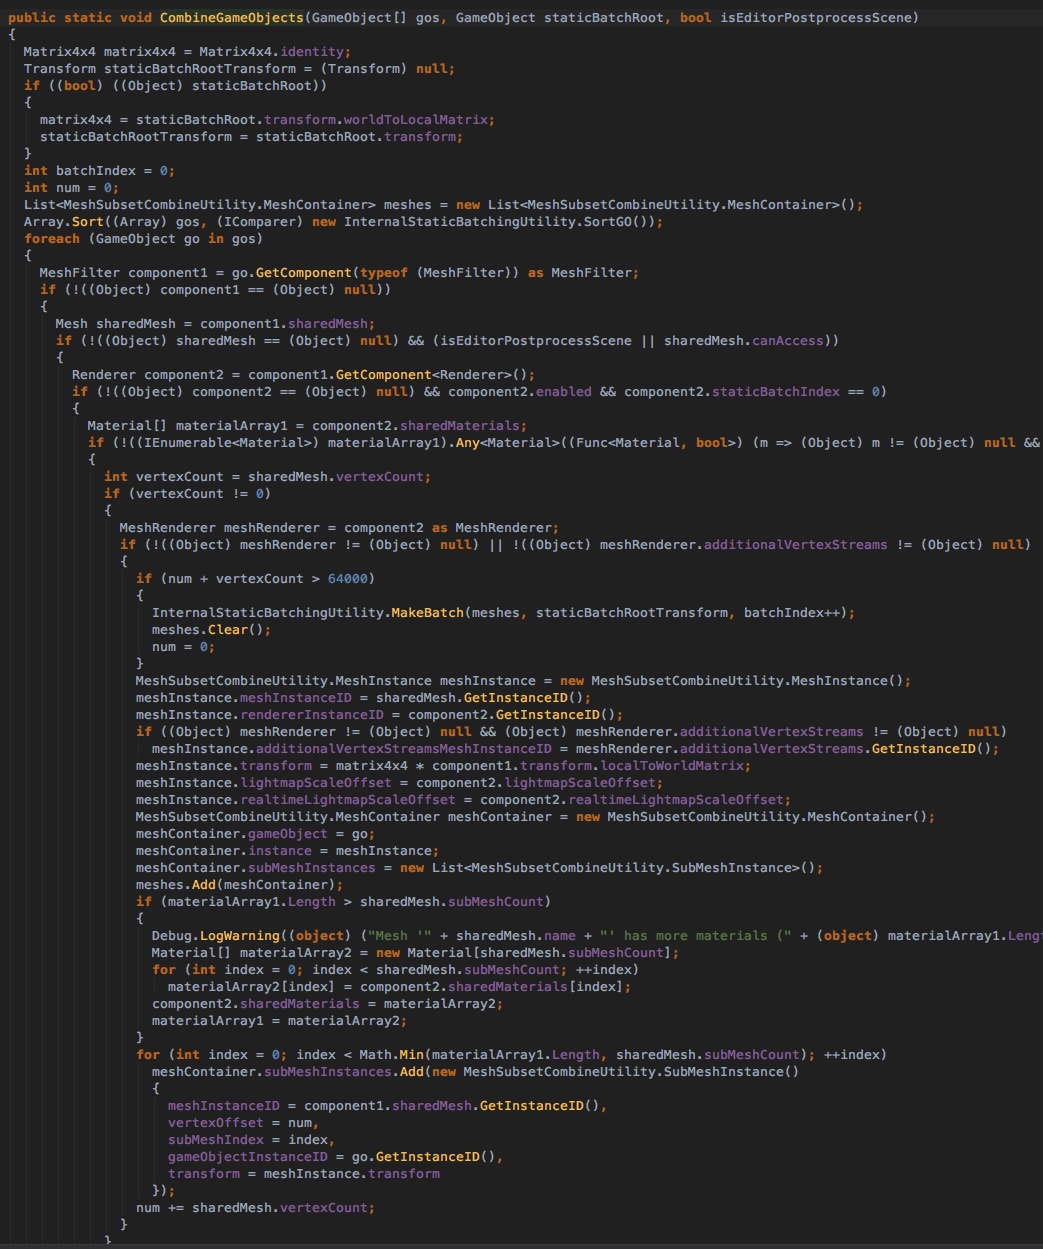 public static void CombineGameObjects(GameObject[] gos, GameObject staticBatchRoot, bool isEditorPostprocessScene)
{
Matrix4x4 matrix4x4 = Matrix4x4.identity;
Transform staticBatchRootTransform = (Transform) null;
if ((bool) ((Object) staticBatchRoot))
{
matrix4x4 = staticBatchRoot.transform.worldToLocalMatrix;
staticBatchRootTransform = staticBatchRoot.transform;
}
int batchIndex = 0;
int num = 0;
List<MeshSubsetCombineUtility.MeshContainer> meshes = new List<MeshSubsetCombineUtility.MeshContainer>();
Array.Sort((Array) gos, (IComparer) new InternalStaticBatchingUtility.SortGO());
foreach (GameObject go in gos)
{
MeshFilter component1 = go.GetComponent(typeof (MeshFilter)) as MeshFilter;
if (!((Object) component1 == (Object) null))
{
Mesh sharedMesh = component1.sharedMesh;
if (!((Object) sharedMesh == (Object) null) && (isEditorPostprocessScene || sharedMesh.canAccess))
{
Renderer component2 = component1.GetComponent<Renderer>();
if (!((Object) component2 == (Object) null) && component2.enabled && component2.staticBatchIndex == 0)
{
Material[] materialArray1 = component2.sharedMaterials;
if (!((IEnumerable<Material>) materialArray1).Any<Material>((Func<Material, bool>) (m => (Object) m != (Object) null &&
{
int vertexCount = sharedMesh.vertexCount;
if (vertexCount != 0)
{
MeshRenderer meshRenderer = component2 as MeshRenderer;
if (!((Object) meshRenderer != (Object) null) || !((Object) meshRenderer.additionalVertexStreams != (Object) null)
{
if (num + vertexCount > 64000)
{
InternalStaticBatchingUtility.MakeBatch(meshes, staticBatchRootTransform, batchIndex++);
meshes.Clear();
num = 0;
}
MeshSubsetCombineUtility.MeshInstance meshInstance = new MeshSubsetCombineUtility.MeshInstance();
meshInstance.meshInstanceID = sharedMesh.GetInstanceID();
meshInstance.rendererInstanceID = component2.GetInstanceID();
if ((Object) meshRenderer != (Object) null && (Object) meshRenderer.additionalVertexStreams != (Object) null)
meshInstance.additionalVertexStreamsMeshInstanceID = meshRenderer.additionalVertexStreams.GetInstanceID();
meshInstance.transform = matrix4x4 * component1.transform.localToWorldMatrix;
meshInstance.lightmapScaleOffset = component2.lightmapScaleOffset;
meshInstance.realtimeLightmapScaleOffset = component2.realtimeLightmapScaleOffset;
MeshSubsetCombineUtility.MeshContainer meshContainer = new MeshSubsetCombineUtility.MeshContainer();
meshContainer.gameObject = go;
meshContainer.instance = meshInstance;
meshContainer.subMeshInstances = new List<MeshSubsetCombineUtility.SubMeshInstance>();
meshes.Add(meshContainer);
if (materialArray1.Length > sharedMesh.subMeshCount)
{
Debug.LogWarning((object) ("Mesh '" + sharedMesh.name + "' has more materials (" + (object) materialArray1.Leng
Material[] materialArray2 = new Material[sharedMesh.subMeshCount];
for (int index = 0; index < sharedMesh.subMeshCount; ++index)
materialArray2[index] = component2.sharedMaterials[index];
component2.sharedMaterials = materialArray2;
materialArray1 = materialArray2;
}
for (int index = 0; index < Math.Min(materialArray1.Length, sharedMesh.subMeshCount); ++index)
meshContainer.subMeshInstances.Add(new MeshSubsetCombineUtility.SubMeshInstance()
{
meshInstanceID = component1.sharedMesh.GetInstanceID(),
vertexOffset = num,
subMeshIndex = index,
gameObjectInstanceID = go.GetInstanceID(),
transform = meshInstance.transform
});
num += sharedMesh.vertexCount;
}
}